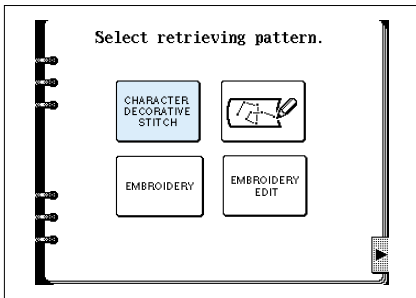 Select retrieving pattern.
CHARACTER
DECORATIVE
STITCH
EMBROIDERY
EMBROIDERY
EDIT